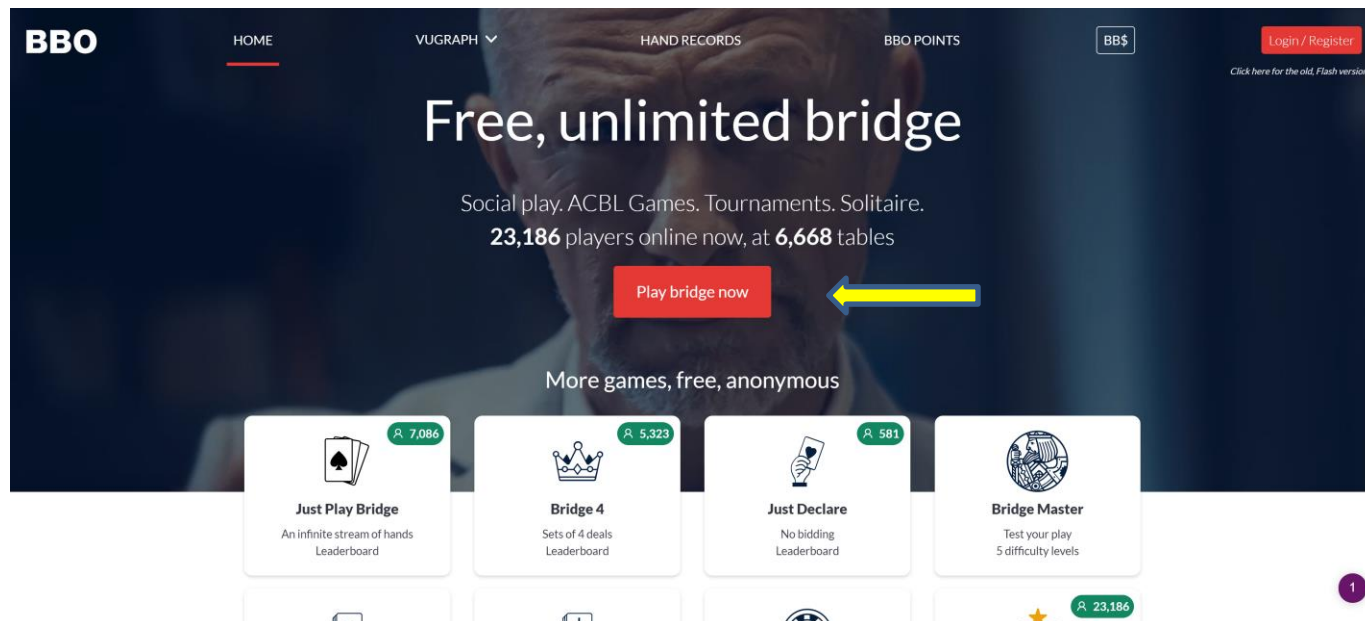 BBO
HOME
VUGRAPH
HAND RECORDS
BBO POINTS
BB$
Login / Register
Click here for the old, Flash version
Free, unlimited bridge
Social play. ACBL Games. Tournaments. Solitaire.
23,186 players online now, at 6,668 tables
Play bridge now
More games, free, anonymous
7,086
Just Play Bridge
An infinite stream of hands
Leaderboard
5,323
Bridge 4
Sets of 4 deals
Leaderboard
581
Just Declare
No bidding
Leaderboard
Bridge Master
Test your play
5 difficulty levels
1
23,186